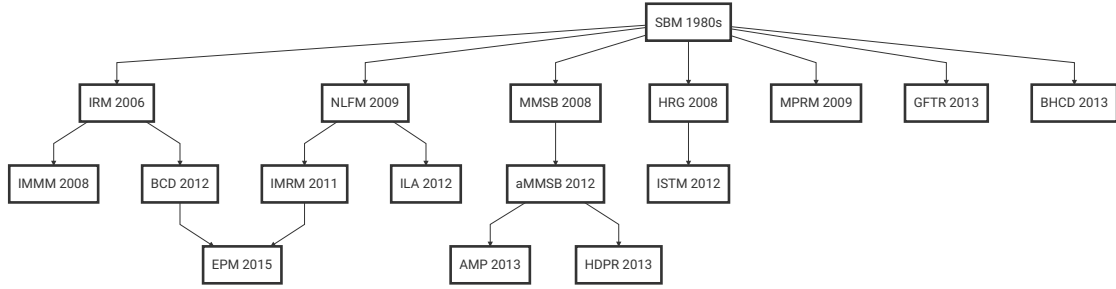 SBM 1980s
IRM 2006
NLFM 2009
MMSB 2008
HRG 2008
MPRM 2009
GFTR 2013
BHCD 2013
IMMM 2008
BCD 2012
IMRM 2011
ILA 2012
aMMSB 2012
ISTM 2012
EPM 2015
AMP 2013
HDPR 2013